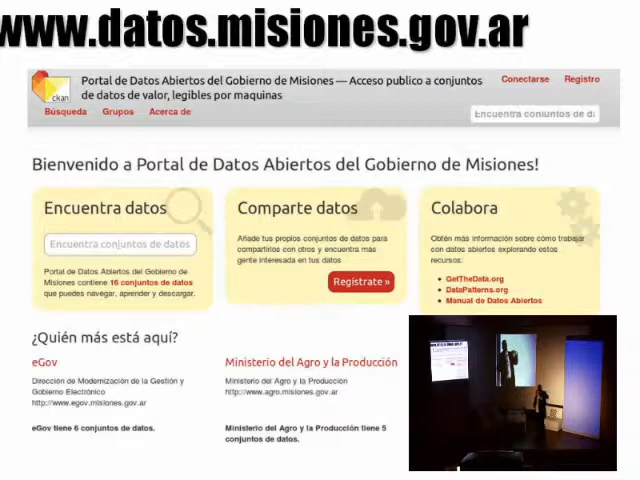 www.datos.misiones.gov.ar
Portal de Datos Abiertos del Gobierno de Misiones — Acceso publico a conjuntos
de datos de valor, legibles por maquinas
Conectarse Registro
ckan
Búsqueda Grupos Acerca de
Encuentra conjuntos de d
Bienvenido a Portal de Datos Abiertos del Gobierno de Misiones!
Encuentra datos
Encuentra conjuntos de datos
Portal de Datos Abiertos del Gobierno de
Misiones contiene 16 conjuntos de datos
que puedes navegar, aprender y descargar.
Comparte datos
Añade tus propios conjuntos de datos para
compartirlos con otros y encuentra más
gente interesada en tus datos
Regístrate »
Colabora
Obtén más información sobre cómo trabajar
con datos abiertos explorando estos
recursos:
GetTheData.org
DataPatterns.org
Manual de Datos Abiertos
¿Quién más está aquí?
eGov
Dirección de Modernización de la Gestión y
Gobierno Electrónico
http://www.egov.misiones.gov.ar
eGov tiene 6 conjuntos de datos.
Ministerio del Agro y la Producción
Ministerio del Agro y la Producción
http://www.agro.misiones.gov.ar
Ministerio del Agro y la Producción tiene 5
conjuntos de datos.